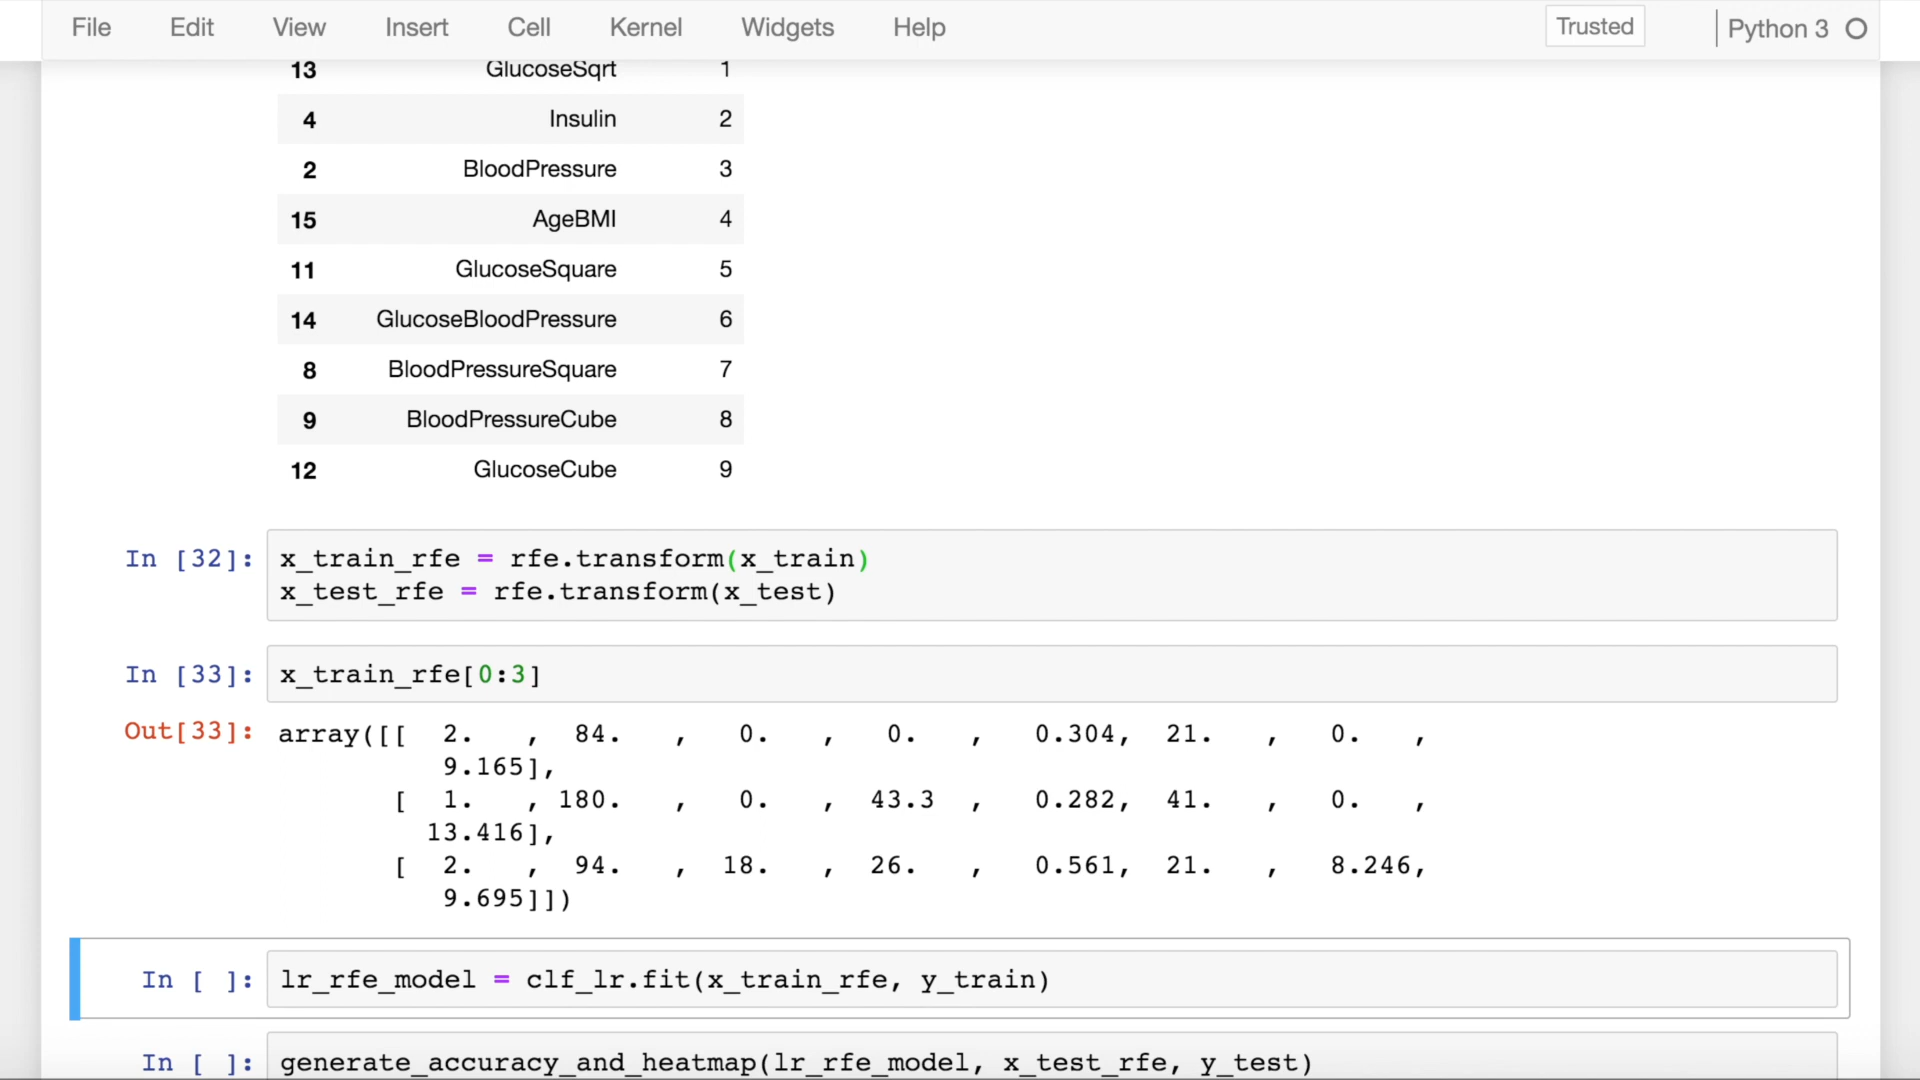 File Edit View Insert Cell Kernel Widgets Help Trusted Python 3
13 GlucoseSqrt 1
4 Insulin 2
2 BloodPressure 3
15 AgeBMI 4
11 GlucoseSquare 5
14 GlucoseBloodPressure 6
8 BloodPressureSquare 7
9 BloodPressureCube 8
12 GlucoseCube 9
In [32]: x_train_rfe = rfe.transform(x_train)
x_test_rfe = rfe.transform(x_test)
In [33]: x_train_rfe[0:3]
Out[33]: array([[ 2. , 84. , 0. , 0. , 0.304, 21. , 0. ,
9.165],
[ 1. , 180. , 0. , 43.3 , 0.282, 41. , 0. ,
13.416],
[ 2. , 94. , 18. , 26. , 0.561, 21. , 8.246,
9.695]])
In [ ]: lr_rfe_model = clf_lr.fit(x_train_rfe, y_train)
In [ ]: generate_accuracy_and_heatmap(lr_rfe_model, x_test_rfe, y_test)